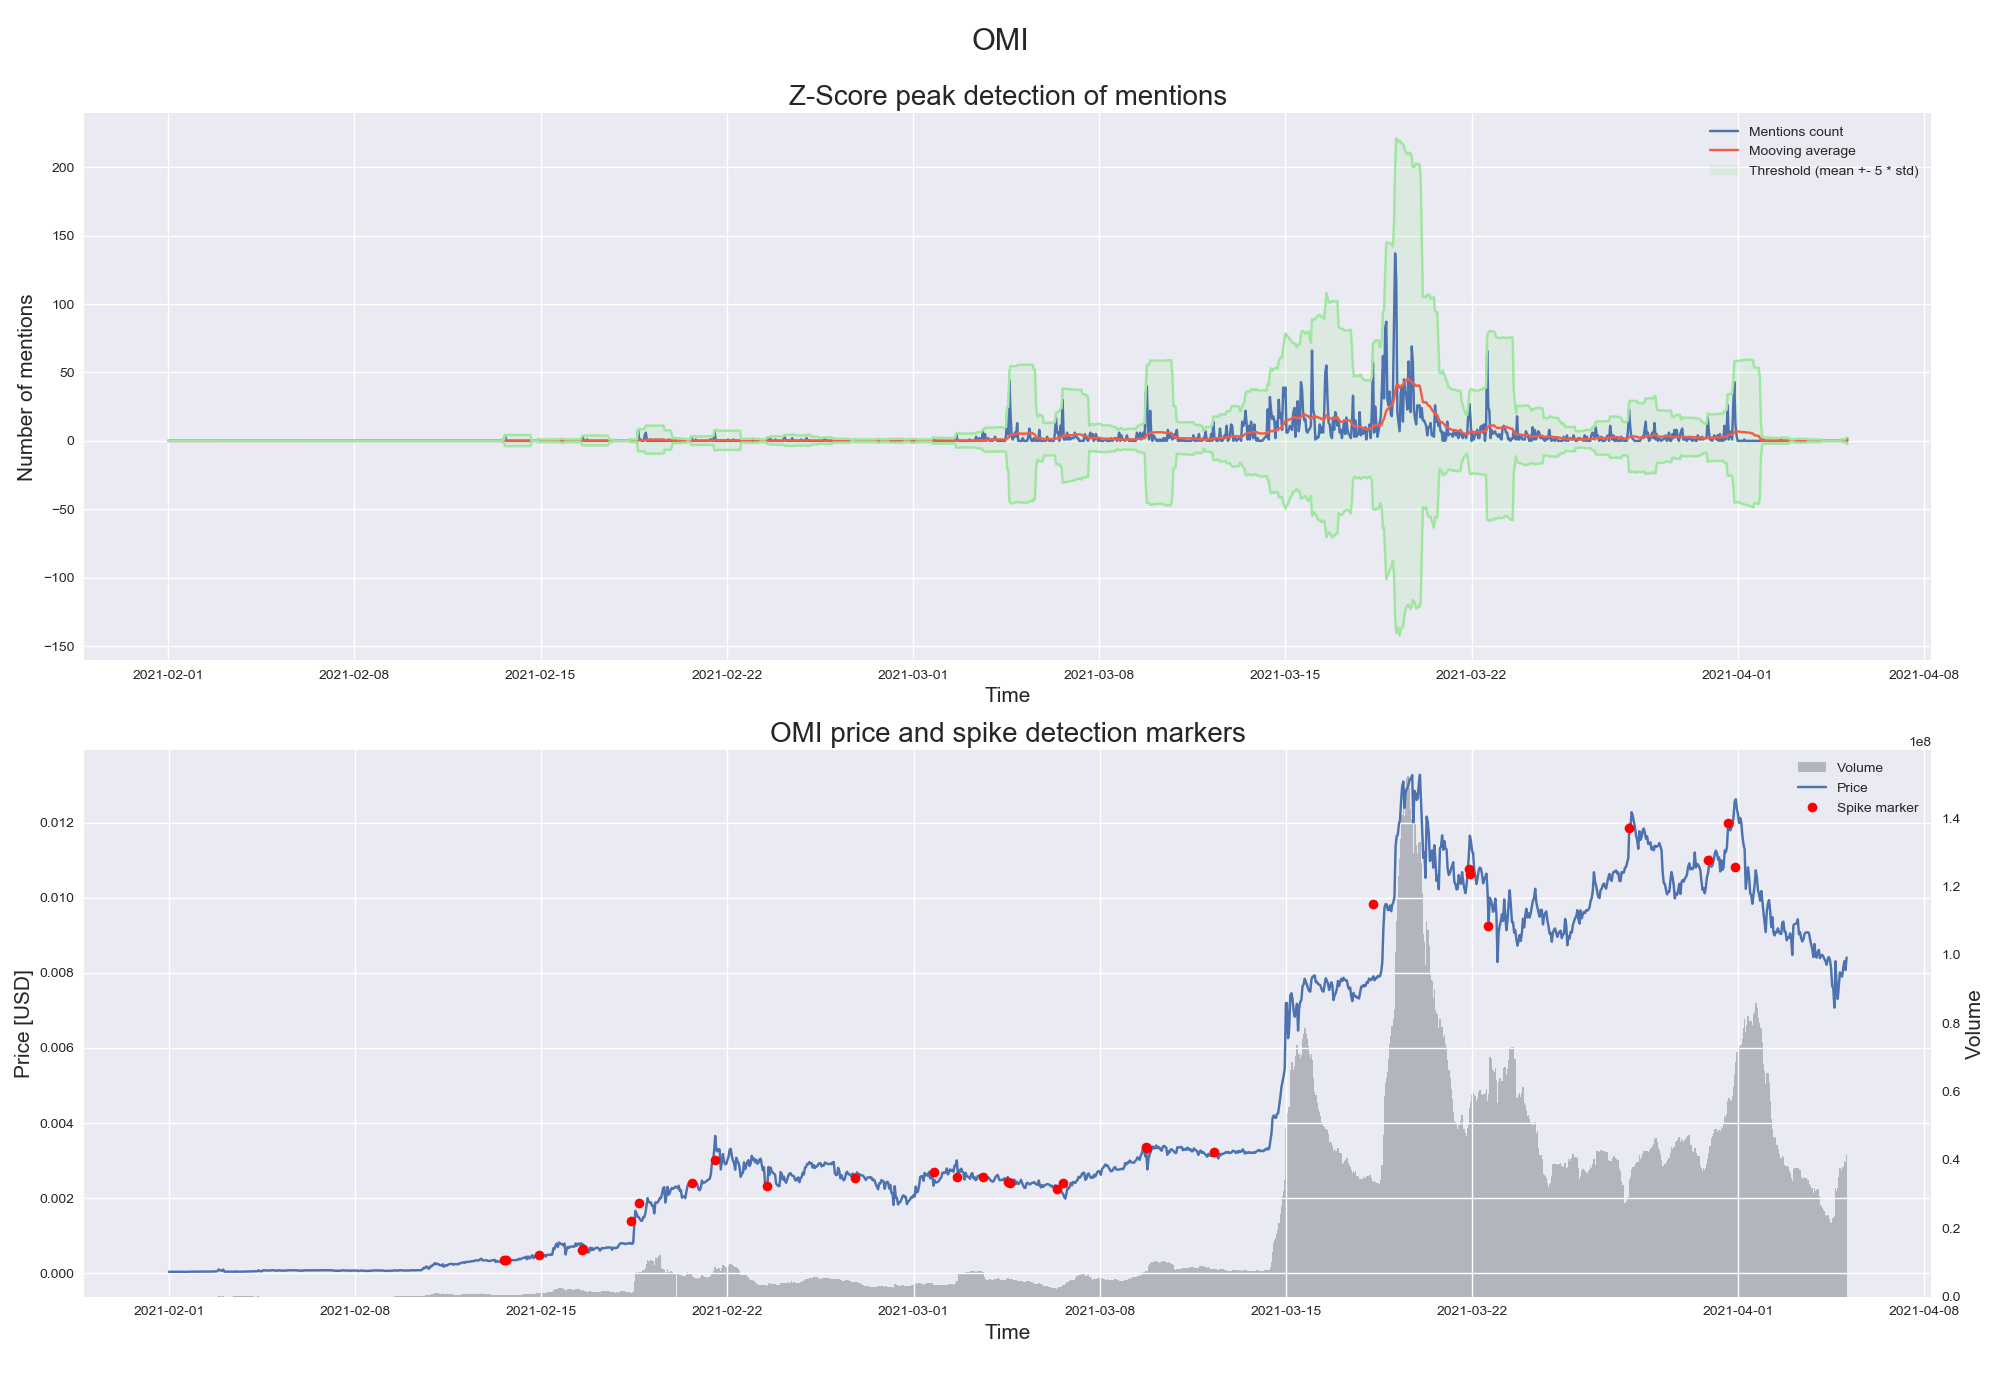 OMI
Z-Score peak detection of mentions
Mentions count
Mooving average
Threshold (mean +- 5 * std)
200
150
100
50
0
−50
−100
−150
Number of mentions
2021-02-01 2021-02-08 2021-02-15 2021-02-22 2021-03-01 2021-03-08 2021-03-15 2021-03-22 2021-04-01 2021-04-08
Time
OMI price and spike detection markers
1e8
Volume
Price
Spike marker
0.012
0.010
0.008
0.006
0.004
0.002
0.000
Price [USD]
1.4
1.2
1.0
0.8
0.6
0.4
0.2
0.0
Volume
2021-02-01 2021-02-08 2021-02-15 2021-02-22 2021-03-01 2021-03-08 2021-03-15 2021-03-22 2021-04-01 2021-04-08
Time